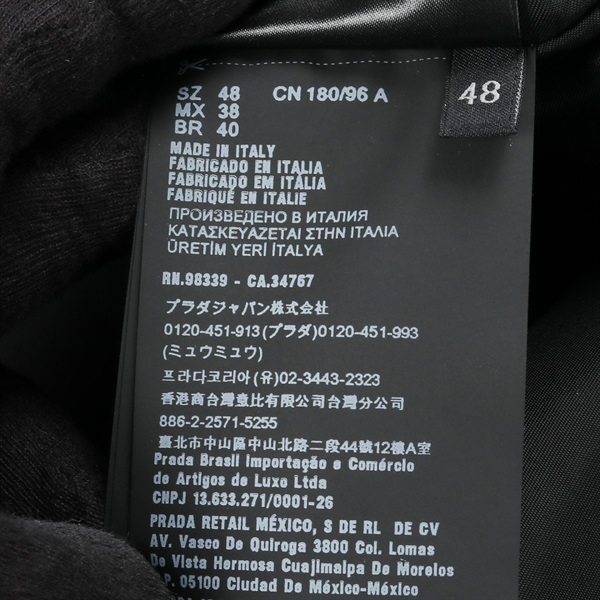 SZ 48 CN 180/96 A
MX 38
BR 40
48
MADE IN ITALY
FABRICADO EN ITALIA
FABRICADO EM ITÁLIA
FABRIQUÉ EN ITALIE
ПРОИЗВЕДЕНО В ИТАЛИЯ
ΚΑΤΑΣΚΕΥΑΖΕΤΑΙ ΣΤΗΝ ΙΤΑΛΙΑ
ÜRETİM YERİ İTALYA
RN.98339 - CA.34767
プラダジャパン株式会社
0120-451-913(プラダ)0120-451-993
(ミュウミュウ)
프라다코리아(유)02-3443-2323
香港商台灣壹比有限公司台灣分公司
886-2-2571-5255
臺北市中山區中山北路二段44號12樓A室
Prada Brasil Importação e Comércio
de Artigos de Luxo Ltda
CNPJ 13.633.271/0001-26
PRADA RETAIL MÉXICO, S DE RL DE CV
AV. Vasco De Quiroga 3800 Col. Lomas
De Vista Hermosa Cuajimalpa De Morelos
C.P. 05100 Ciudad De México-México